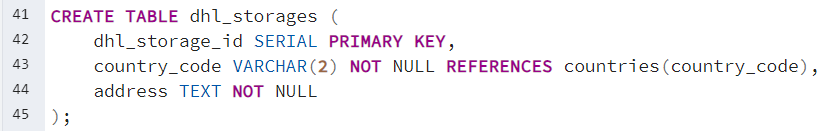 41 CREATE TABLE dhl_storages (
42     dhl_storage_id SERIAL PRIMARY KEY,
43     country_code VARCHAR(2) NOT NULL REFERENCES countries(country_code),
44     address TEXT NOT NULL
45 );